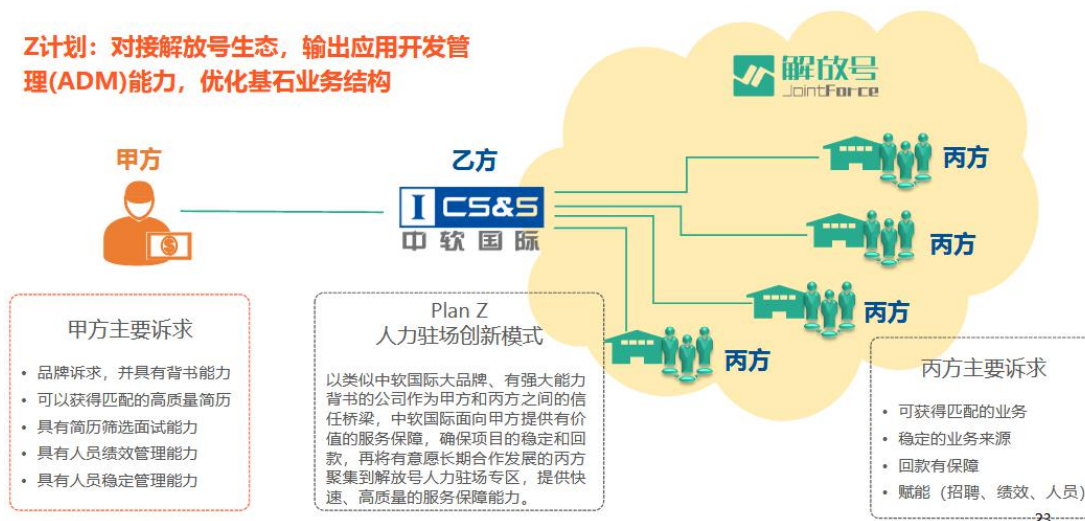 Z计划：对接解放号生态，输出应用开发管
理(ADM)能力，优化基石业务结构
解放号
JointForce
甲方
乙方
I CS&S
中软国际
丙方
丙方
丙方
丙方
甲方主要诉求
• 品牌诉求，并具有背书能力
• 可以获得匹配的高质量简历
• 具有简历筛选面试能力
• 具有人员绩效管理能力
• 具有人员稳定管理能力
Plan Z
人力驻场创新模式
以类似中软国际大品牌、有强大能力
背书的公司作为甲方和丙方之间的信
任桥梁，中软国际面向甲方提供有价
值的服务保障，确保项目的稳定和回
款，再将有意愿长期合作发展的丙方
聚集到解放号人力驻场专区，提供快
速、高质量的服务保障能力。
丙方主要诉求
• 可获得匹配的业务
• 稳定的业务来源
• 回款有保障
• 赋能（招聘、绩效、人员）
23